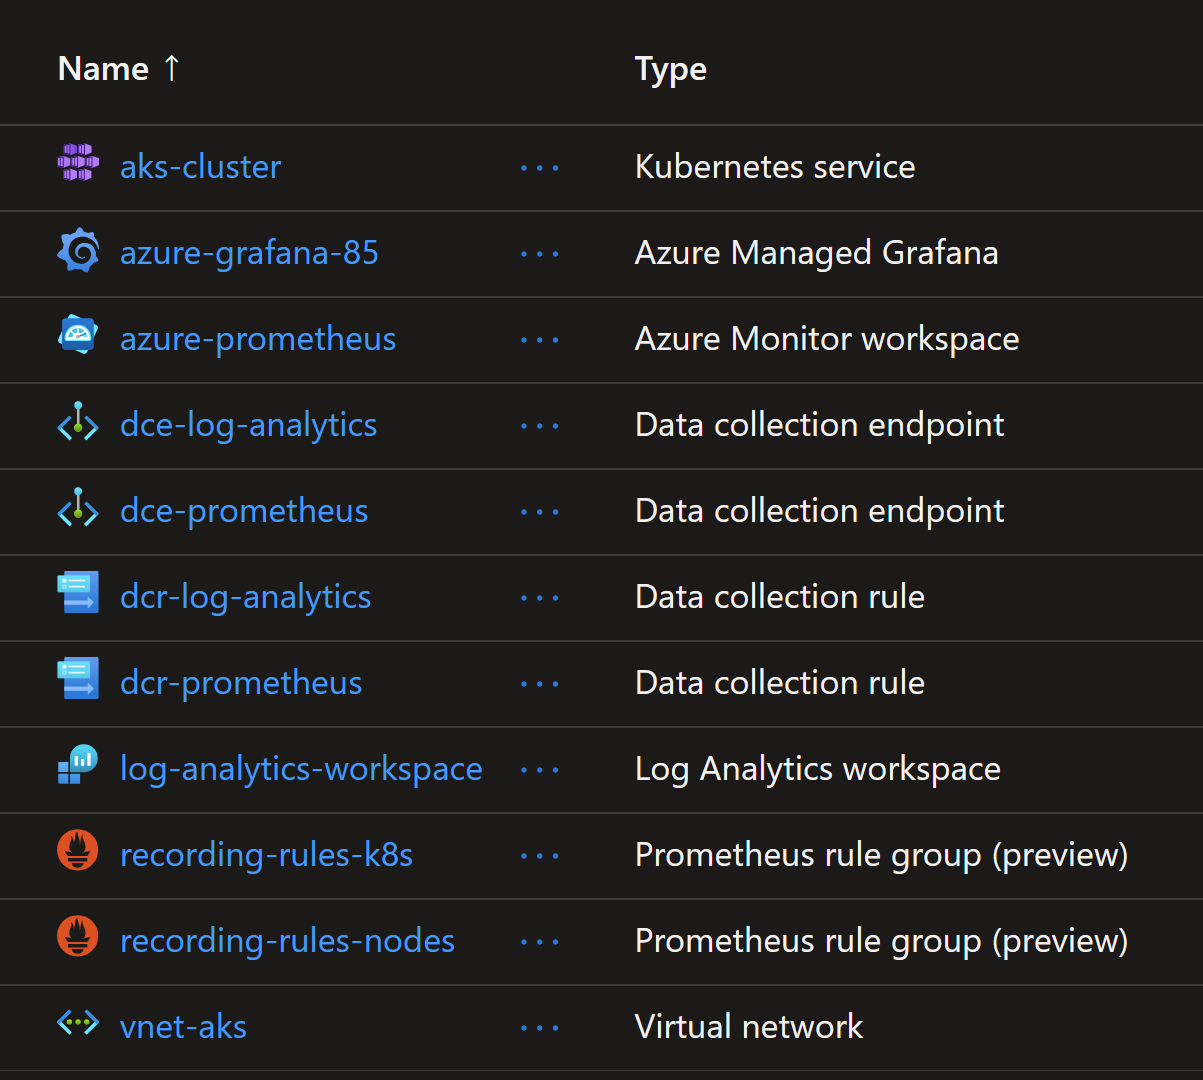 Name ↑ Type
aks-cluster ··· Kubernetes service
azure-grafana-85 ··· Azure Managed Grafana
azure-prometheus ··· Azure Monitor workspace
dce-log-analytics ··· Data collection endpoint
dce-prometheus ··· Data collection endpoint
dcr-log-analytics ··· Data collection rule
dcr-prometheus ··· Data collection rule
log-analytics-workspace ··· Log Analytics workspace
recording-rules-k8s ··· Prometheus rule group (preview)
recording-rules-nodes ··· Prometheus rule group (preview)
vnet-aks ··· Virtual network